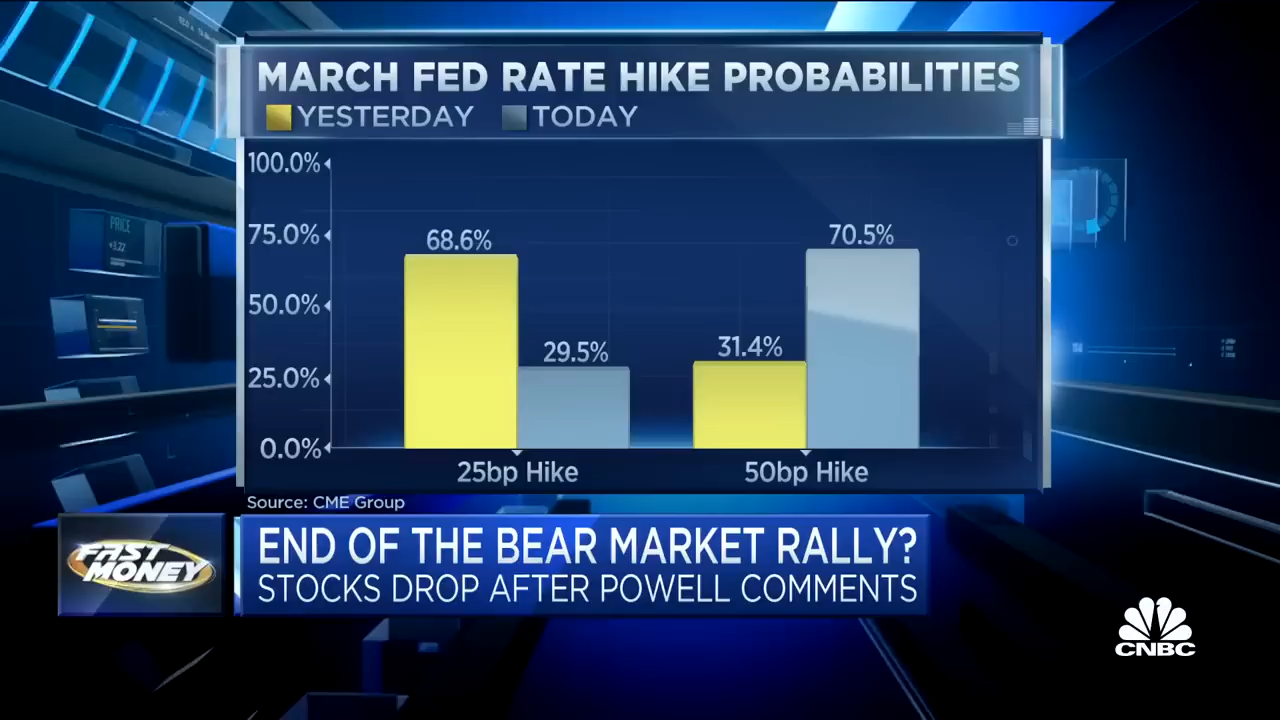 MARCH FED RATE HIKE PROBABILITIES
YESTERDAY TODAY
100.0%
75.0%
50.0%
25.0%
0.0%
68.6%
29.5%
31.4%
70.5%
25bp Hike
50bp Hike
Source: CME Group
PRICE
FAST
MONEY
END OF THE BEAR MARKET RALLY?
STOCKS DROP AFTER POWELL COMMENTS
CNBC